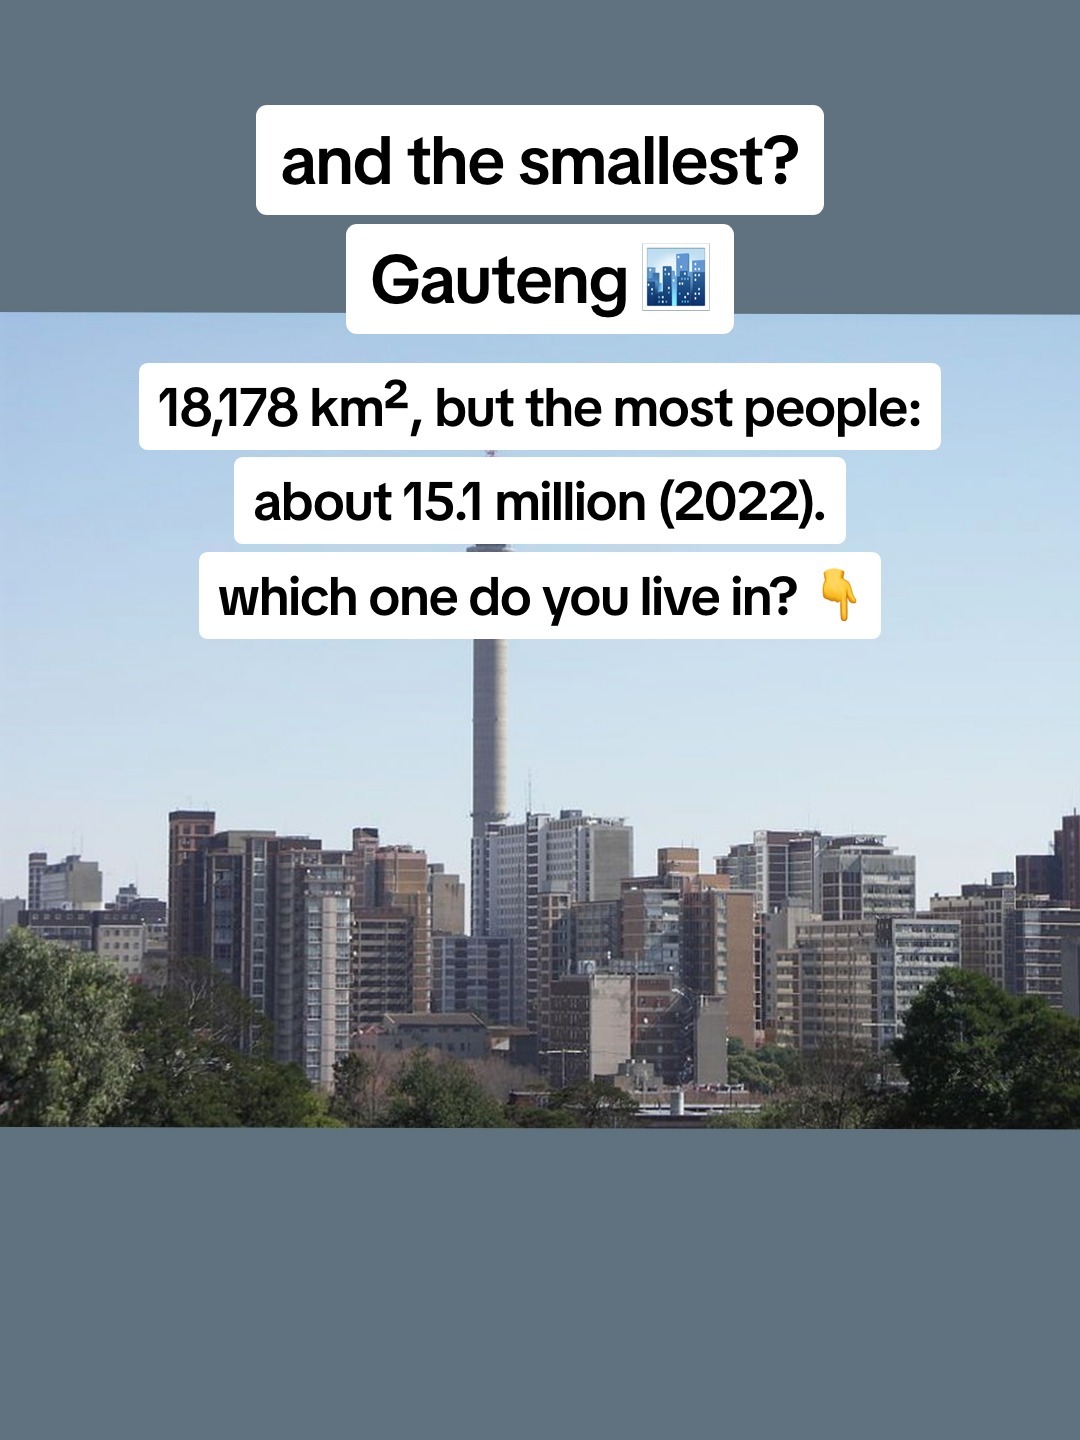 and the smallest?
Gauteng 🏙️
18,178 km², but the most people:
about 15.1 million (2022).
which one do you live in? 👇